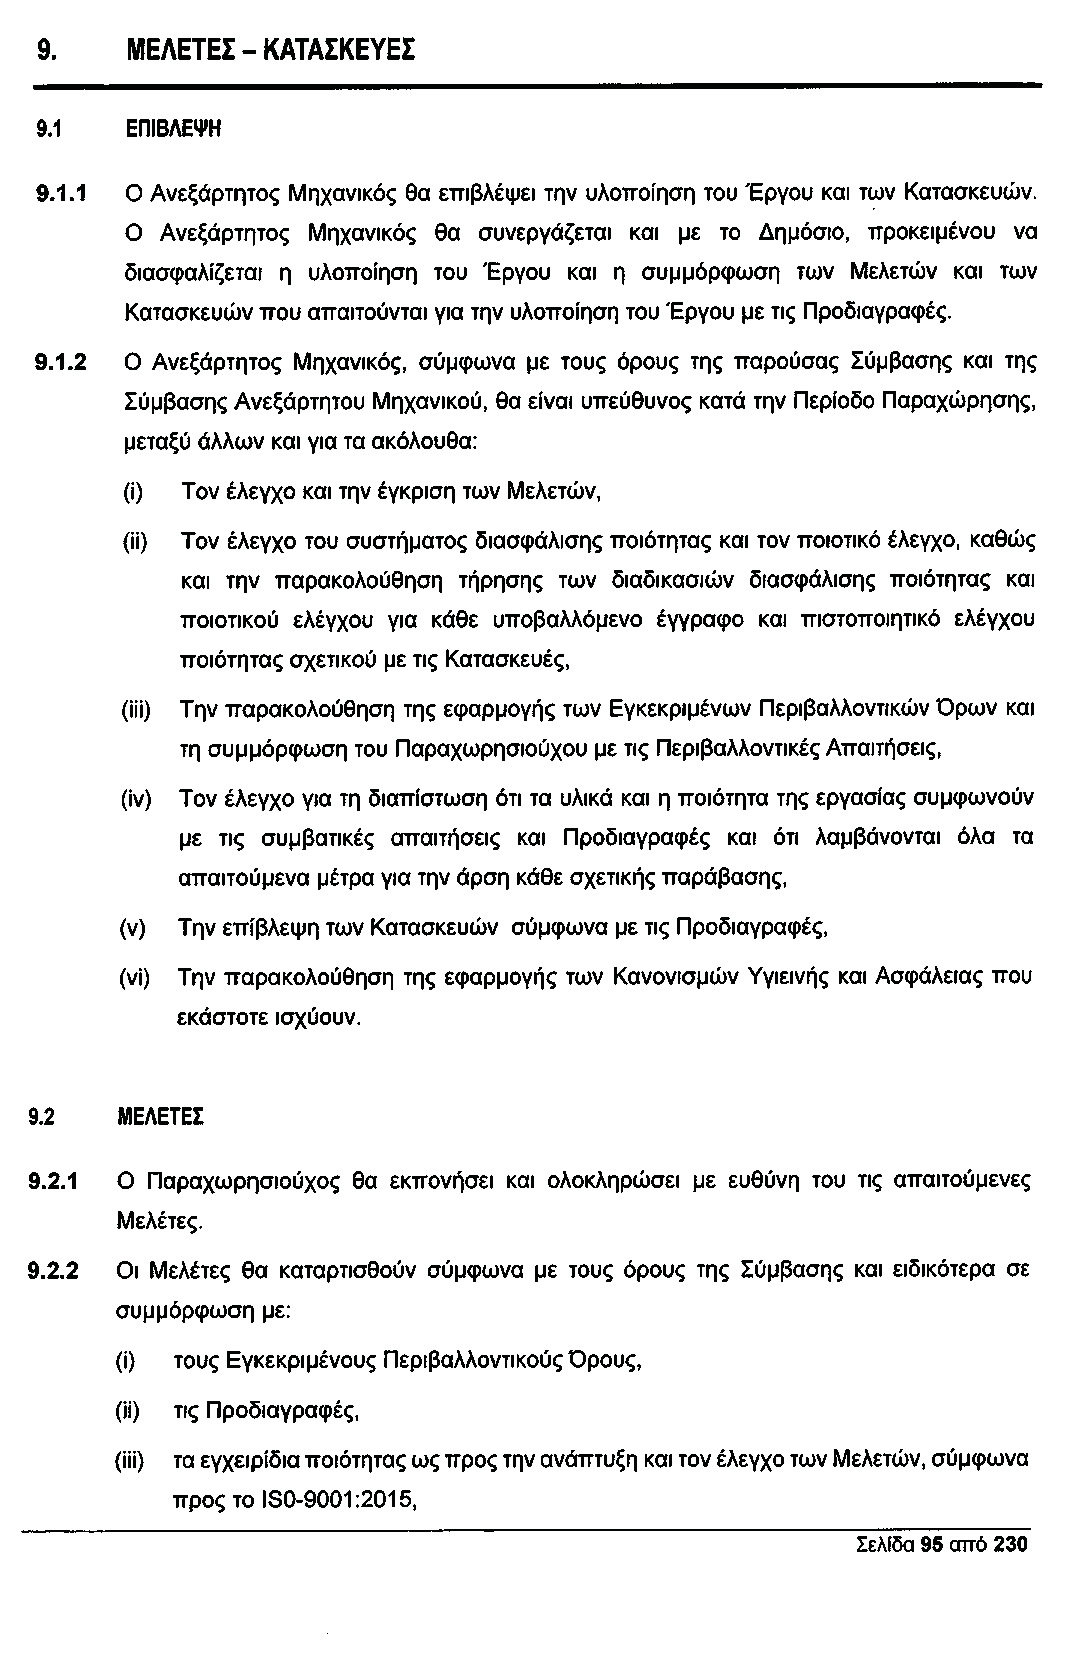 9. ΜΕΛΕΤΕΣ – ΚΑΤΑΣΚΕΥΕΣ
9.1 ΕΠΙΒΛΕΨΗ
9.1.1 Ο Ανεξάρτητος Μηχανικός θα επιβλέψει την υλοποίηση του Έργου και των Κατασκευών.
Ο Ανεξάρτητος Μηχανικός θα συνεργάζεται και με το Δημόσιο, προκειμένου να
διασφαλίζεται η υλοποίηση του Έργου και η συμμόρφωση των Μελετών και των
Κατασκευών που απαιτούνται για την υλοποίηση του Έργου με τις Προδιαγραφές.
9.1.2 Ο Ανεξάρτητος Μηχανικός, σύμφωνα με τους όρους της παρούσας Σύμβασης και της
Σύμβασης Ανεξάρτητου Μηχανικού, θα είναι υπεύθυνος κατά την Περίοδο Παραχώρησης,
μεταξύ άλλων και για τα ακόλουθα:
(i) Τον έλεγχο και την έγκριση των Μελετών,
(ii) Τον έλεγχο του συστήματος διασφάλισης ποιότητας και τον ποιοτικό έλεγχο, καθώς
και την παρακολούθηση τήρησης των διαδικασιών διασφάλισης ποιότητας και
ποιοτικού ελέγχου για κάθε υποβαλλόμενο έγγραφο και πιστοποιητικό ελέγχου
ποιότητας σχετικού με τις Κατασκευές,
(iii) Την παρακολούθηση της εφαρμογής των Εγκεκριμένων Περιβαλλοντικών Όρων και
τη συμμόρφωση του Παραχωρησιούχου με τις Περιβαλλοντικές Απαιτήσεις,
(iv) Τον έλεγχο για τη διαπίστωση ότι τα υλικά και η ποιότητα της εργασίας συμφωνούν
με τις συμβατικές απαιτήσεις και Προδιαγραφές και ότι λαμβάνονται όλα τα
απαιτούμενα μέτρα για την άρση κάθε σχετικής παράβασης,
(v) Την επίβλεψη των Κατασκευών σύμφωνα με τις Προδιαγραφές,
(vi) Την παρακολούθηση της εφαρμογής των Κανονισμών Υγιεινής και Ασφάλειας που
εκάστοτε ισχύουν.
9.2 ΜΕΛΕΤΕΣ
9.2.1 Ο Παραχωρησιούχος θα εκπονήσει και ολοκληρώσει με ευθύνη του τις απαιτούμενες
Μελέτες.
9.2.2 Οι Μελέτες θα καταρτισθούν σύμφωνα με τους όρους της Σύμβασης και ειδικότερα σε
συμμόρφωση με:
(i) τους Εγκεκριμένους Περιβαλλοντικούς Όρους,
(ii) τις Προδιαγραφές,
(iii) τα εγχειρίδια ποιότητας ως προς την ανάπτυξη και τον έλεγχο των Μελετών, σύμφωνα
προς το ISO-9001:2015,
Σελίδα 95 από 230